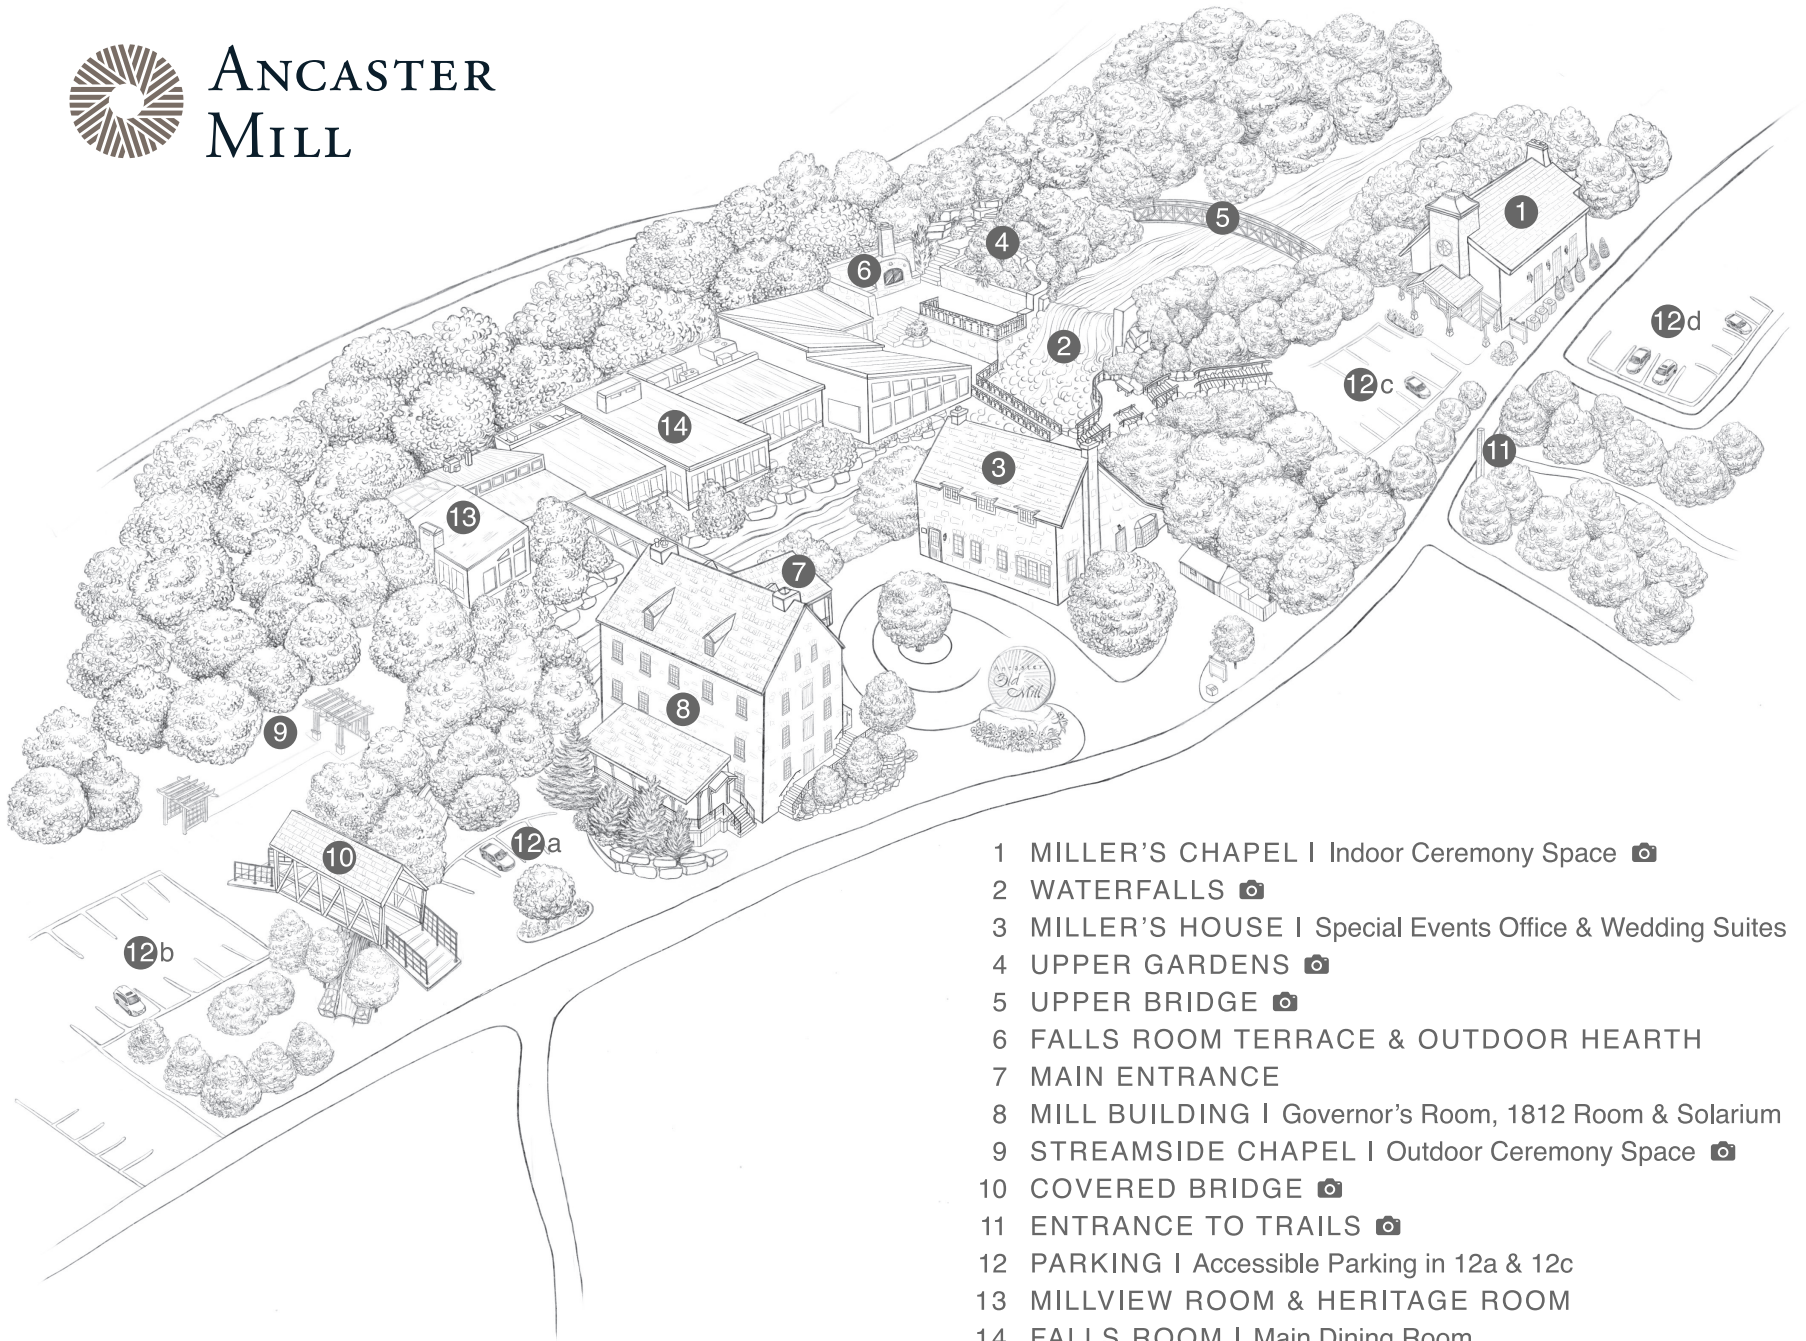 ANCASTER
MILL
5
1
4
6
12d
2
12c
14
11
3
13
7
Ancaster
Old
Mill
8
9
12a
10
12b
1 MILLER'S CHAPEL | Indoor Ceremony Space
2 WATERFALLS
3 MILLER'S HOUSE | Special Events Office & Wedding Suites
4 UPPER GARDENS
5 UPPER BRIDGE
6 FALLS ROOM TERRACE & OUTDOOR HEARTH
7 MAIN ENTRANCE
8 MILL BUILDING | Governor's Room, 1812 Room & Solarium
9 STREAMSIDE CHAPEL | Outdoor Ceremony Space
10 COVERED BRIDGE
11 ENTRANCE TO TRAILS
12 PARKING | Accessible Parking in 12a & 12c
13 MILLVIEW ROOM & HERITAGE ROOM
14 FALLS ROOM | Main Dining Room